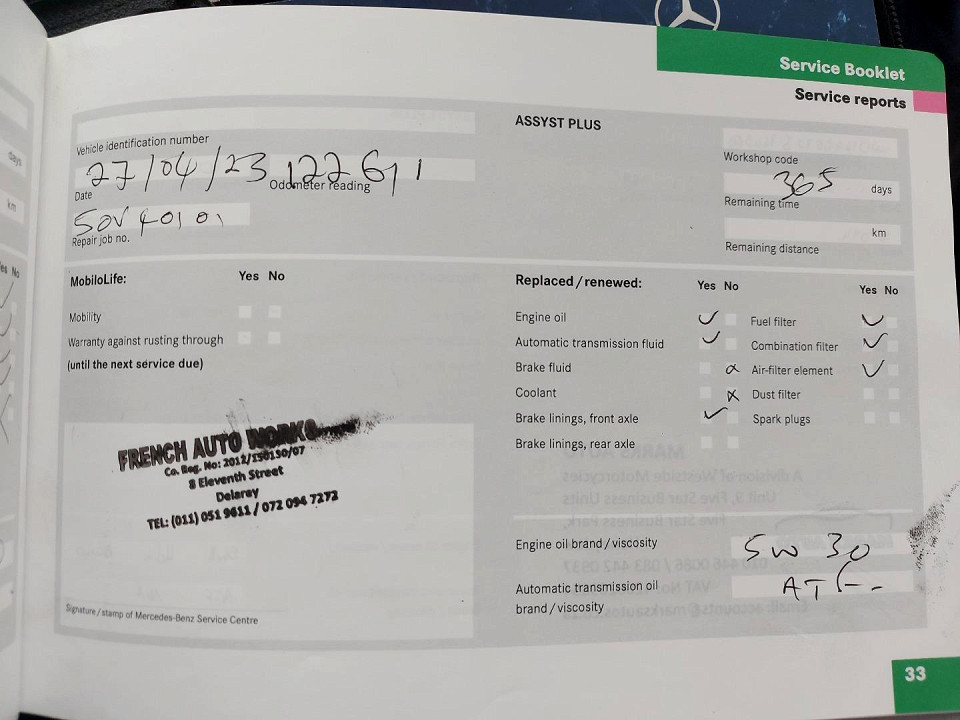 Service Booklet
Service reports
Vehicle identification number
27/04/23 122611
Date
Odometer reading
Repair job no.
ASSYST PLUS
Workshop code
365 days
Remaining time
km
Remaining distance
MobiloLife: Yes No
Mobility
Warranty against rusting through
(until the next service due)
FRENCH AUTO WORKS
Co. Reg. No: 2012/150130/07
8 Eleventh Street
Delarey
TEL: (011) 051 9611 / 072 094 7272
Signature/stamp of Mercedes-Benz Service Centre
Replaced/renewed: Yes No
Engine oil
Automatic transmission fluid
Brake fluid
Coolant
Brake linings, front axle
Brake linings, rear axle
Yes No
Fuel filter
Combination filter
Air-filter element
Dust filter
Spark plugs
Engine oil brand/viscosity
5W 30
Automatic transmission oil
brand/viscosity
33